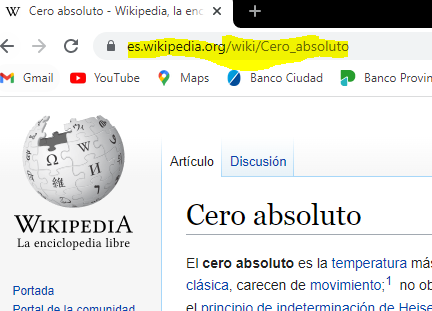 Cero absoluto - Wikipedia, la enc
es.wikipedia.org/wiki/Cero_absoluto
Gmail YouTube Maps Banco Ciudad Banco Provin
Artículo Discusión
WIKIPEDIA
La enciclopedia libre
Cero absoluto
El cero absoluto es la temperatura más
clásica, carecen de movimiento;1 no ob
el principio de indeterminación de Heise
Portada
Portal de la comunidad